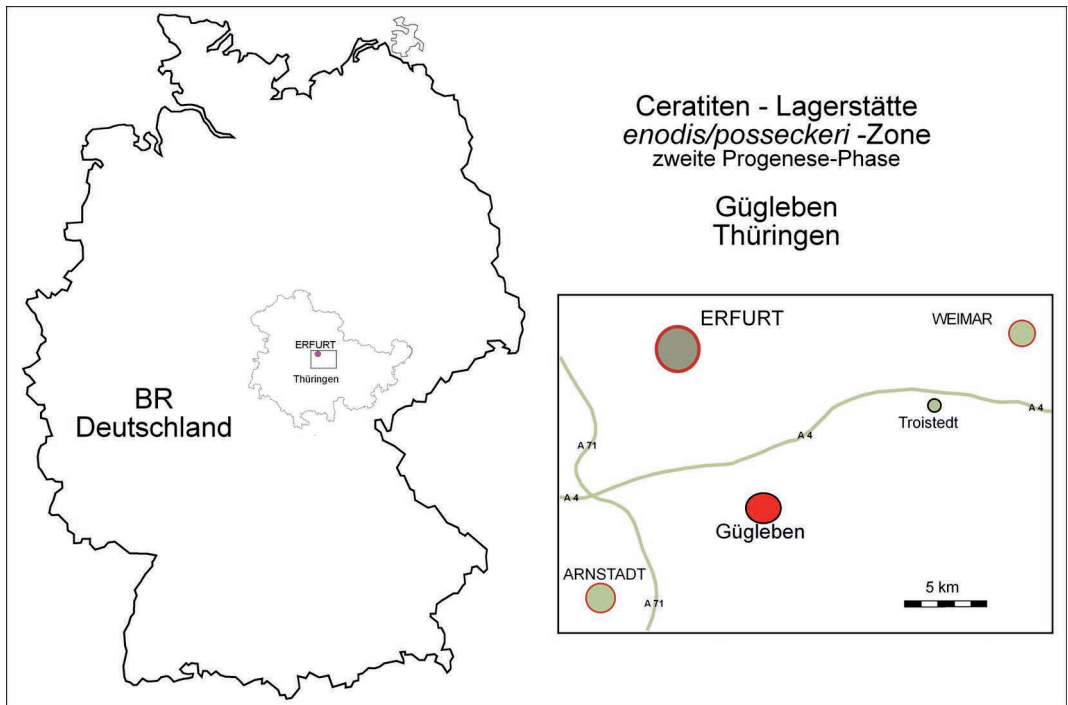 Ceratiten - Lagerstätte
enodis/posseckeri -Zone
zweite Progenese-Phase
Gügleben
Thüringen
ERFURT
Thüringen
BR
Deutschland
ERFURT
WEIMAR
A 4
Troistedt
A 4
A 71
A 4
Gügleben
ARNSTADT
A 71
5 km